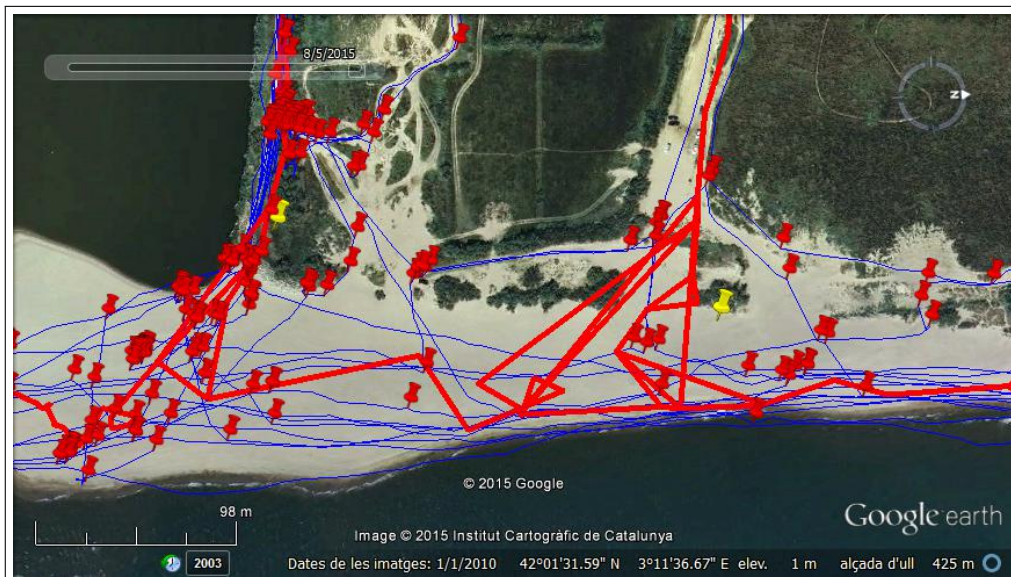 8/5/2015
N
© 2015 Google
98 m
Google earth
Image © 2015 Institut Cartogràfic de Catalunya
2003 Dates de les imatges: 1/1/2010 42°01'31.59" N 3°11'36.67" E elev. 1 m alçada d'ull 425 m